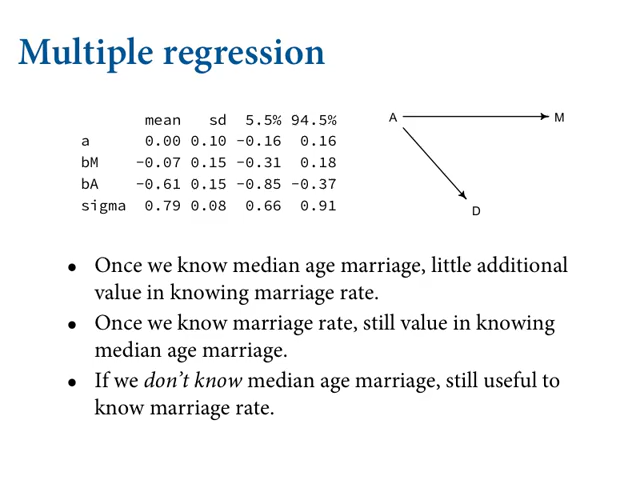 Multiple regression
mean sd 5.5% 94.5%
a 0.00 0.10 -0.16 0.16
bM -0.07 0.15 -0.31 0.18
bA -0.61 0.15 -0.85 -0.37
sigma 0.79 0.08 0.66 0.91
A M
D
• Once we know median age marriage, little additional
value in knowing marriage rate.
• Once we know marriage rate, still value in knowing
median age marriage.
• If we don't know median age marriage, still useful to
know marriage rate.